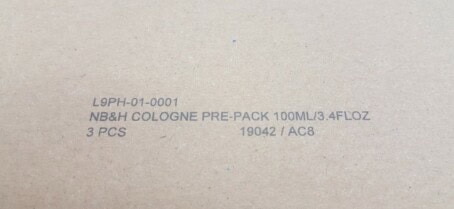 L9PH-01-0001
NB&H COLOGNE PRE-PACK 100ML/3.4FLOZ
3 PCS 19042 / AC8